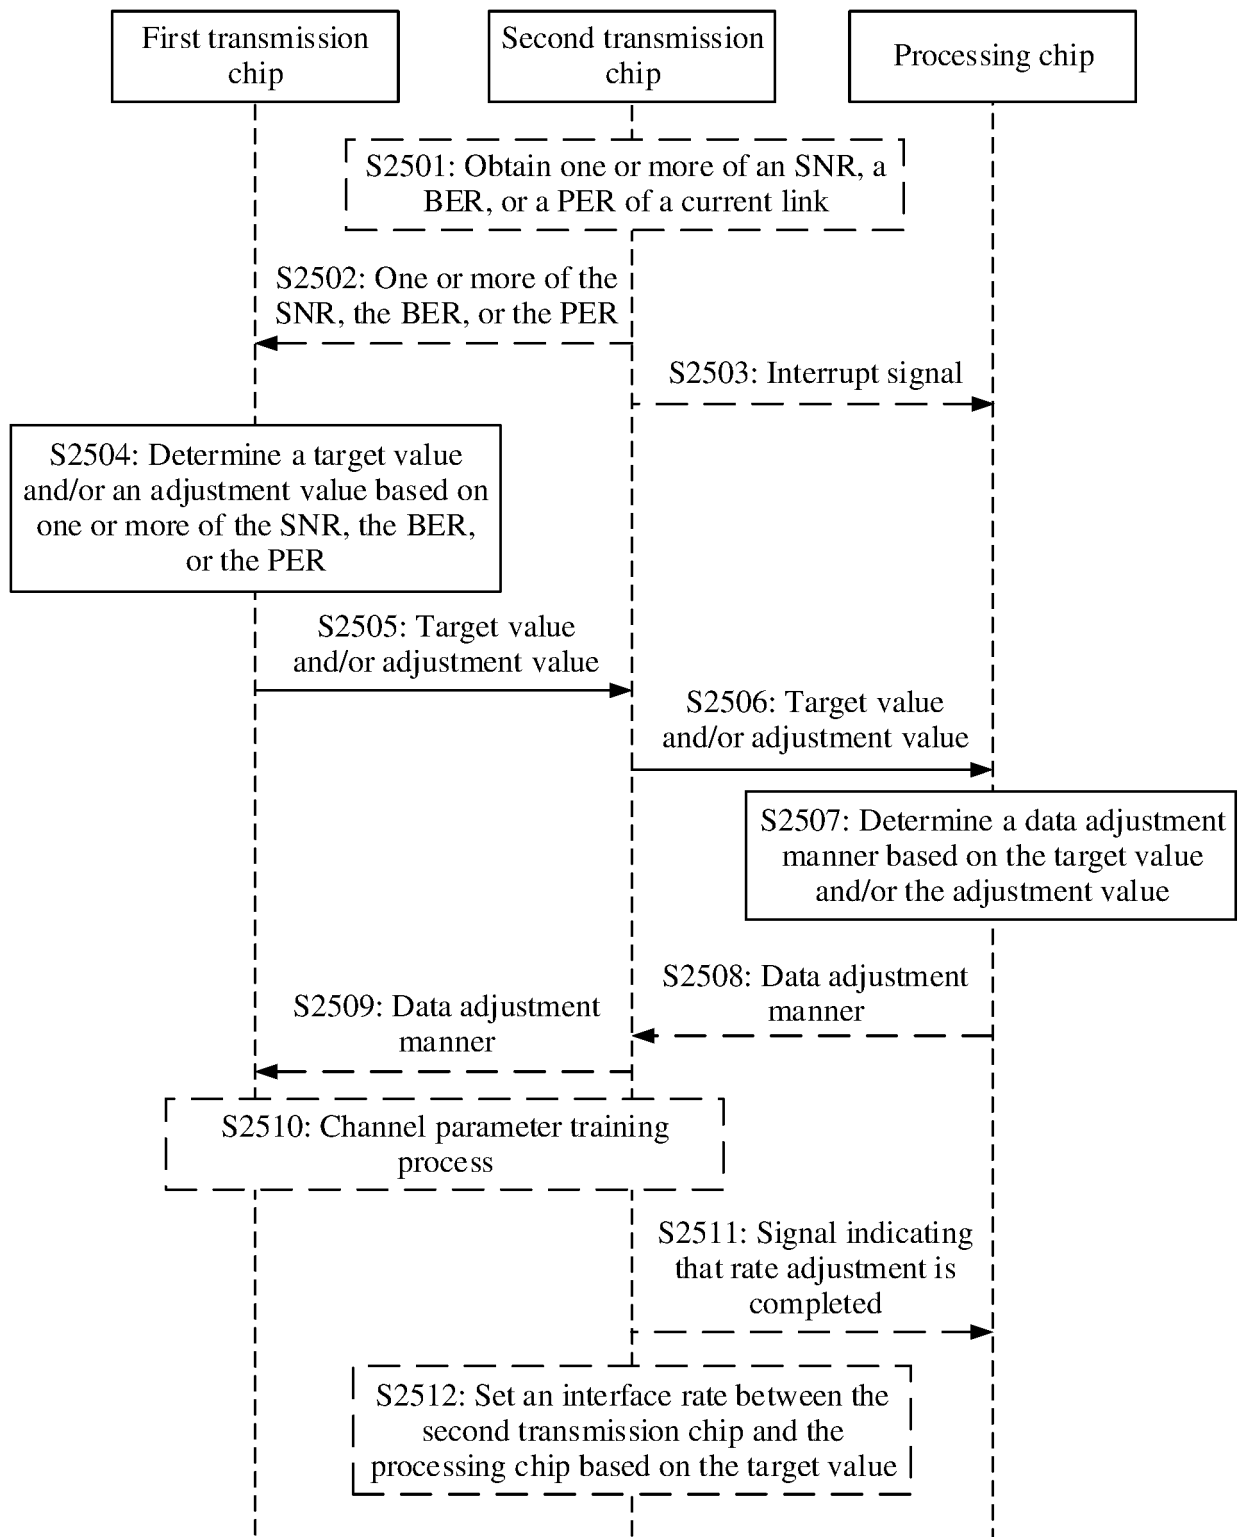 First transmission
chip
Second transmission
chip
Processing chip
S2501: Obtain one or more of an SNR, a
BER, or a PER of a current link
S2502: One or more of the
SNR, the BER, or the PER
S2503: Interrupt signal
S2504: Determine a target value
and/or an adjustment value based on
one or more of the SNR, the BER,
or the PER
S2505: Target value
and/or adjustment value
S2506: Target value
and/or adjustment value
S2507: Determine a data adjustment
manner based on the target value
and/or the adjustment value
S2508: Data adjustment
manner
S2509: Data adjustment
manner
S2510: Channel parameter training
process
S2511: Signal indicating
that rate adjustment is
completed
S2512: Set an interface rate between the
second transmission chip and the
processing chip based on the target value